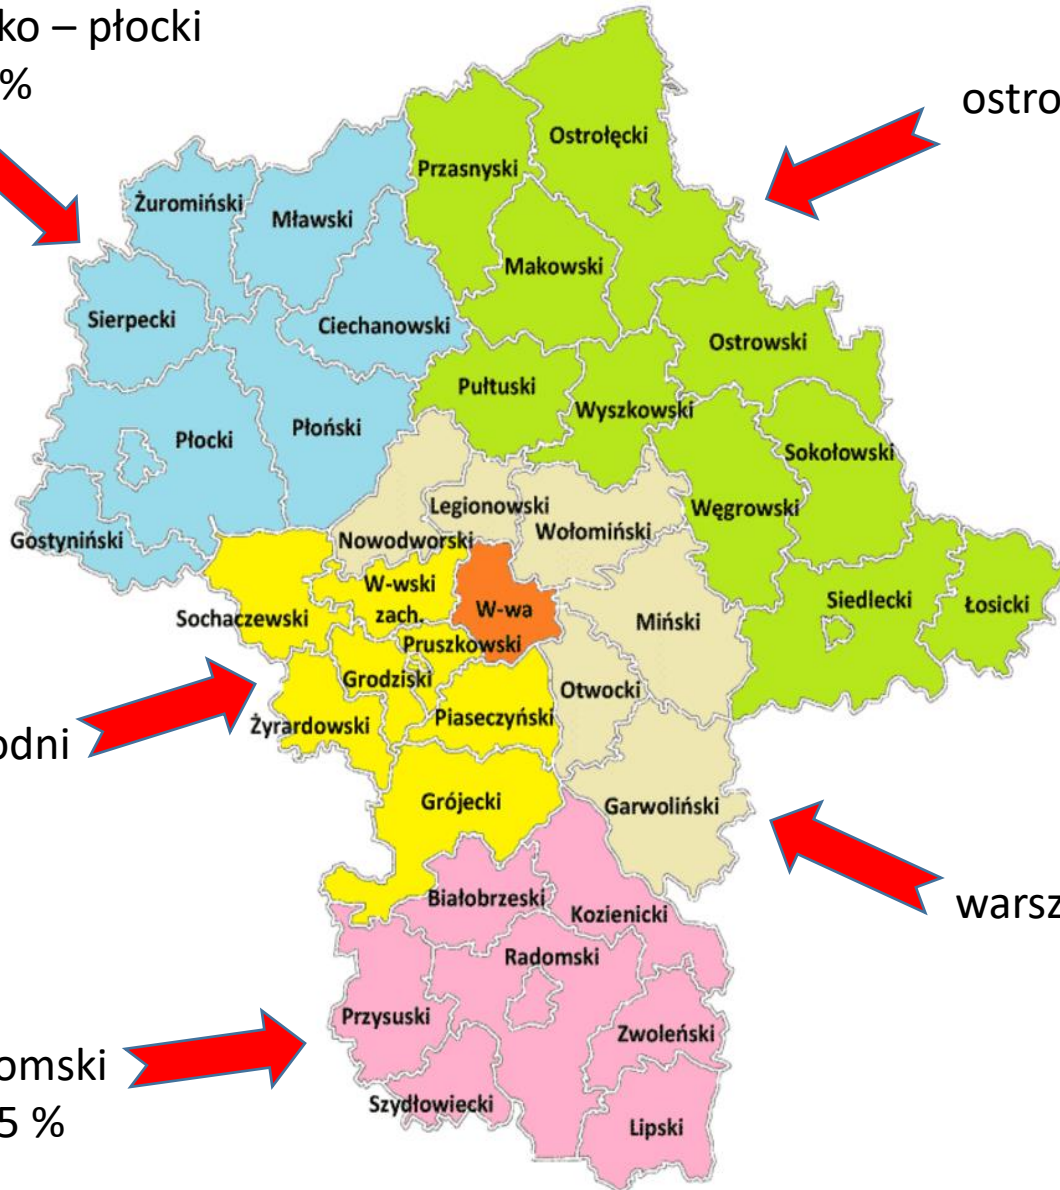 ko – płocki
%
ostro
Ostrołęcki
Przasnyski
Żuromiński
Mławski
Makowski
Sierpecki
Ciechanowski
Ostrowski
Pułtuski
Wyszkowski
Płocki
Płoński
Sokołowski
Legionowski
Węgrowski
Wołomiński
Gostyniński
Nowodworski
W-wski
zach.
W-wa
Siedlecki
Łosicki
Sochaczewski
Miński
Pruszkowski
Grodziski
Otwocki
Żyrardowski
Piaseczyński
odni
Grójecki
Garwoliński
Białobrzeski
Kozienicki
warsz
Radomski
Przysuski
Zwoleński
omski
5 %
Szydłowiecki
Lipski